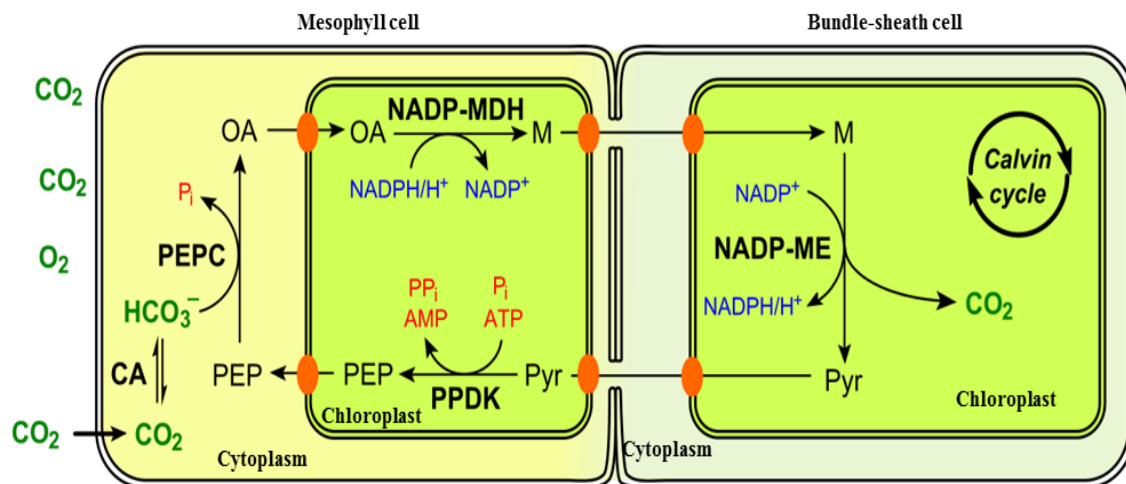 Mesophyll cell
Bundle-sheath cell
CO₂
CO₂
O₂
CO₂
OA
OA
NADP-MDH
M
NADPH/H⁺
NADP⁺
Pᵢ
PEPC
HCO₃⁻
CA
CO₂
PEP
PEP
PPᵢ
AMP
Pᵢ
ATP
PPDK
Pyr
Chloroplast
Cytoplasm
M
NADP⁺
NADP-ME
NADPH/H⁺
CO₂
Pyr
Calvin
cycle
Chloroplast
Cytoplasm